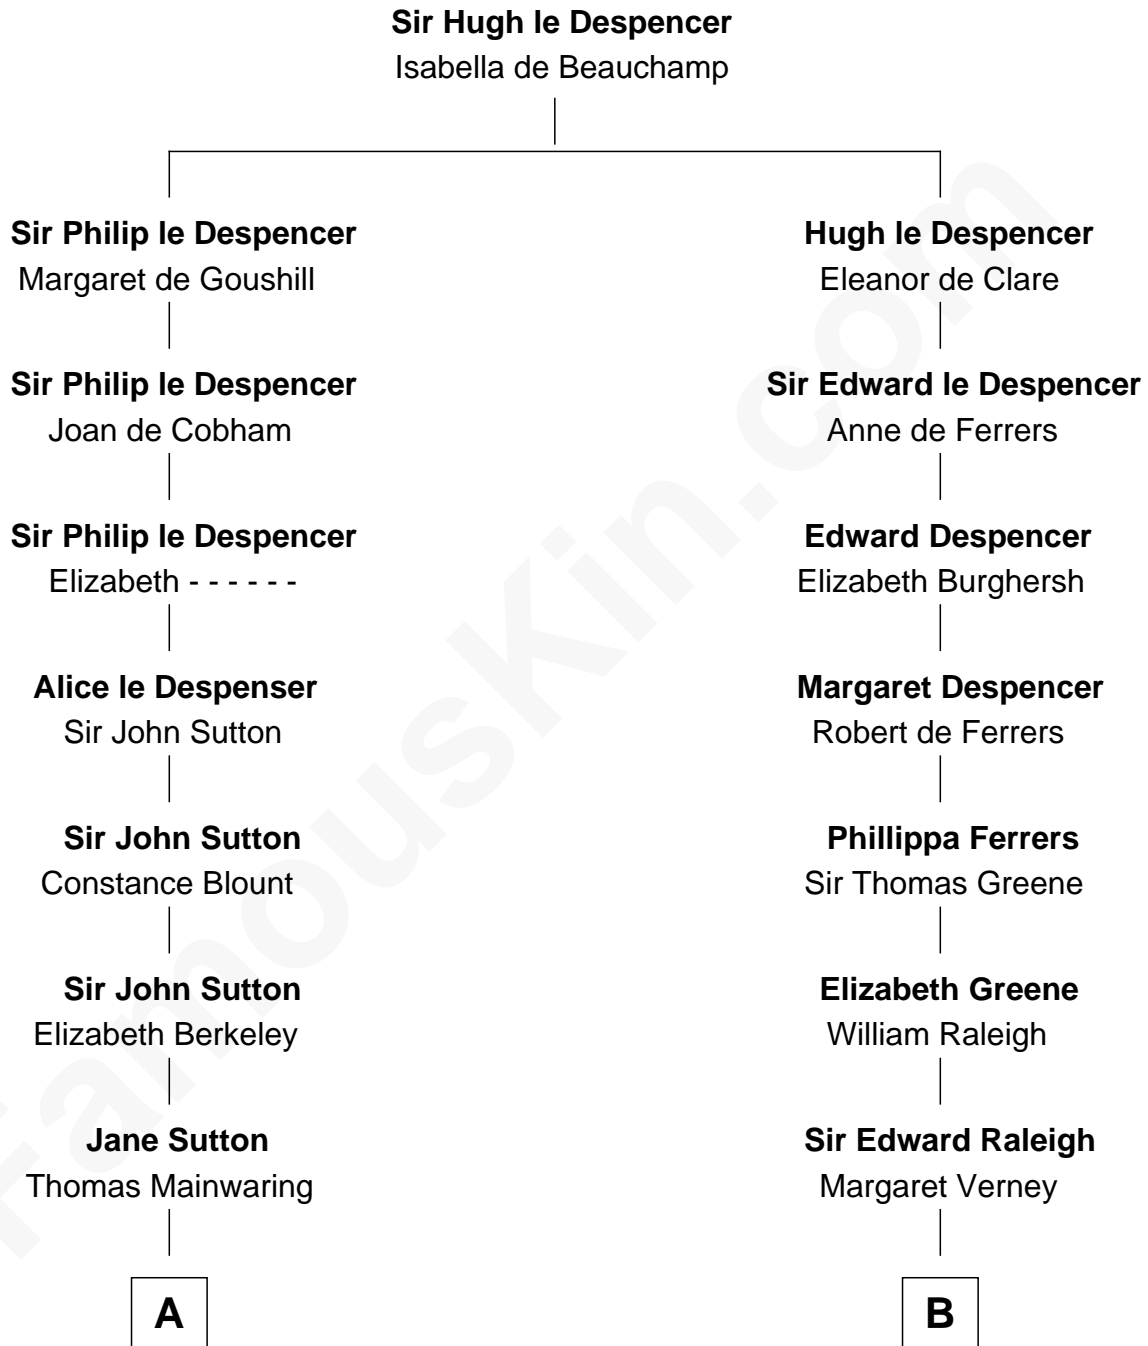 Sir Hugh le Despencer
Isabella de Beauchamp
Sir Philip le Despencer
Margaret de Goushill
Hugh le Despencer
Eleanor de Clare
Sir Philip le Despencer
Joan de Cobham
Sir Edward le Despencer
Anne de Ferrers
Sir Philip le Despencer
Elizabeth - - - - - -
Edward Despencer
Elizabeth Burghersh
Alice le Despenser
Sir John Sutton
Margaret Despencer
Robert de Ferrers
Sir John Sutton
Constance Blount
Phillippa Ferrers
Sir Thomas Greene
Sir John Sutton
Elizabeth Berkeley
Elizabeth Greene
William Raleigh
Jane Sutton
Thomas Mainwaring
Sir Edward Raleigh
Margaret Verney
A
B
FamousKin.com